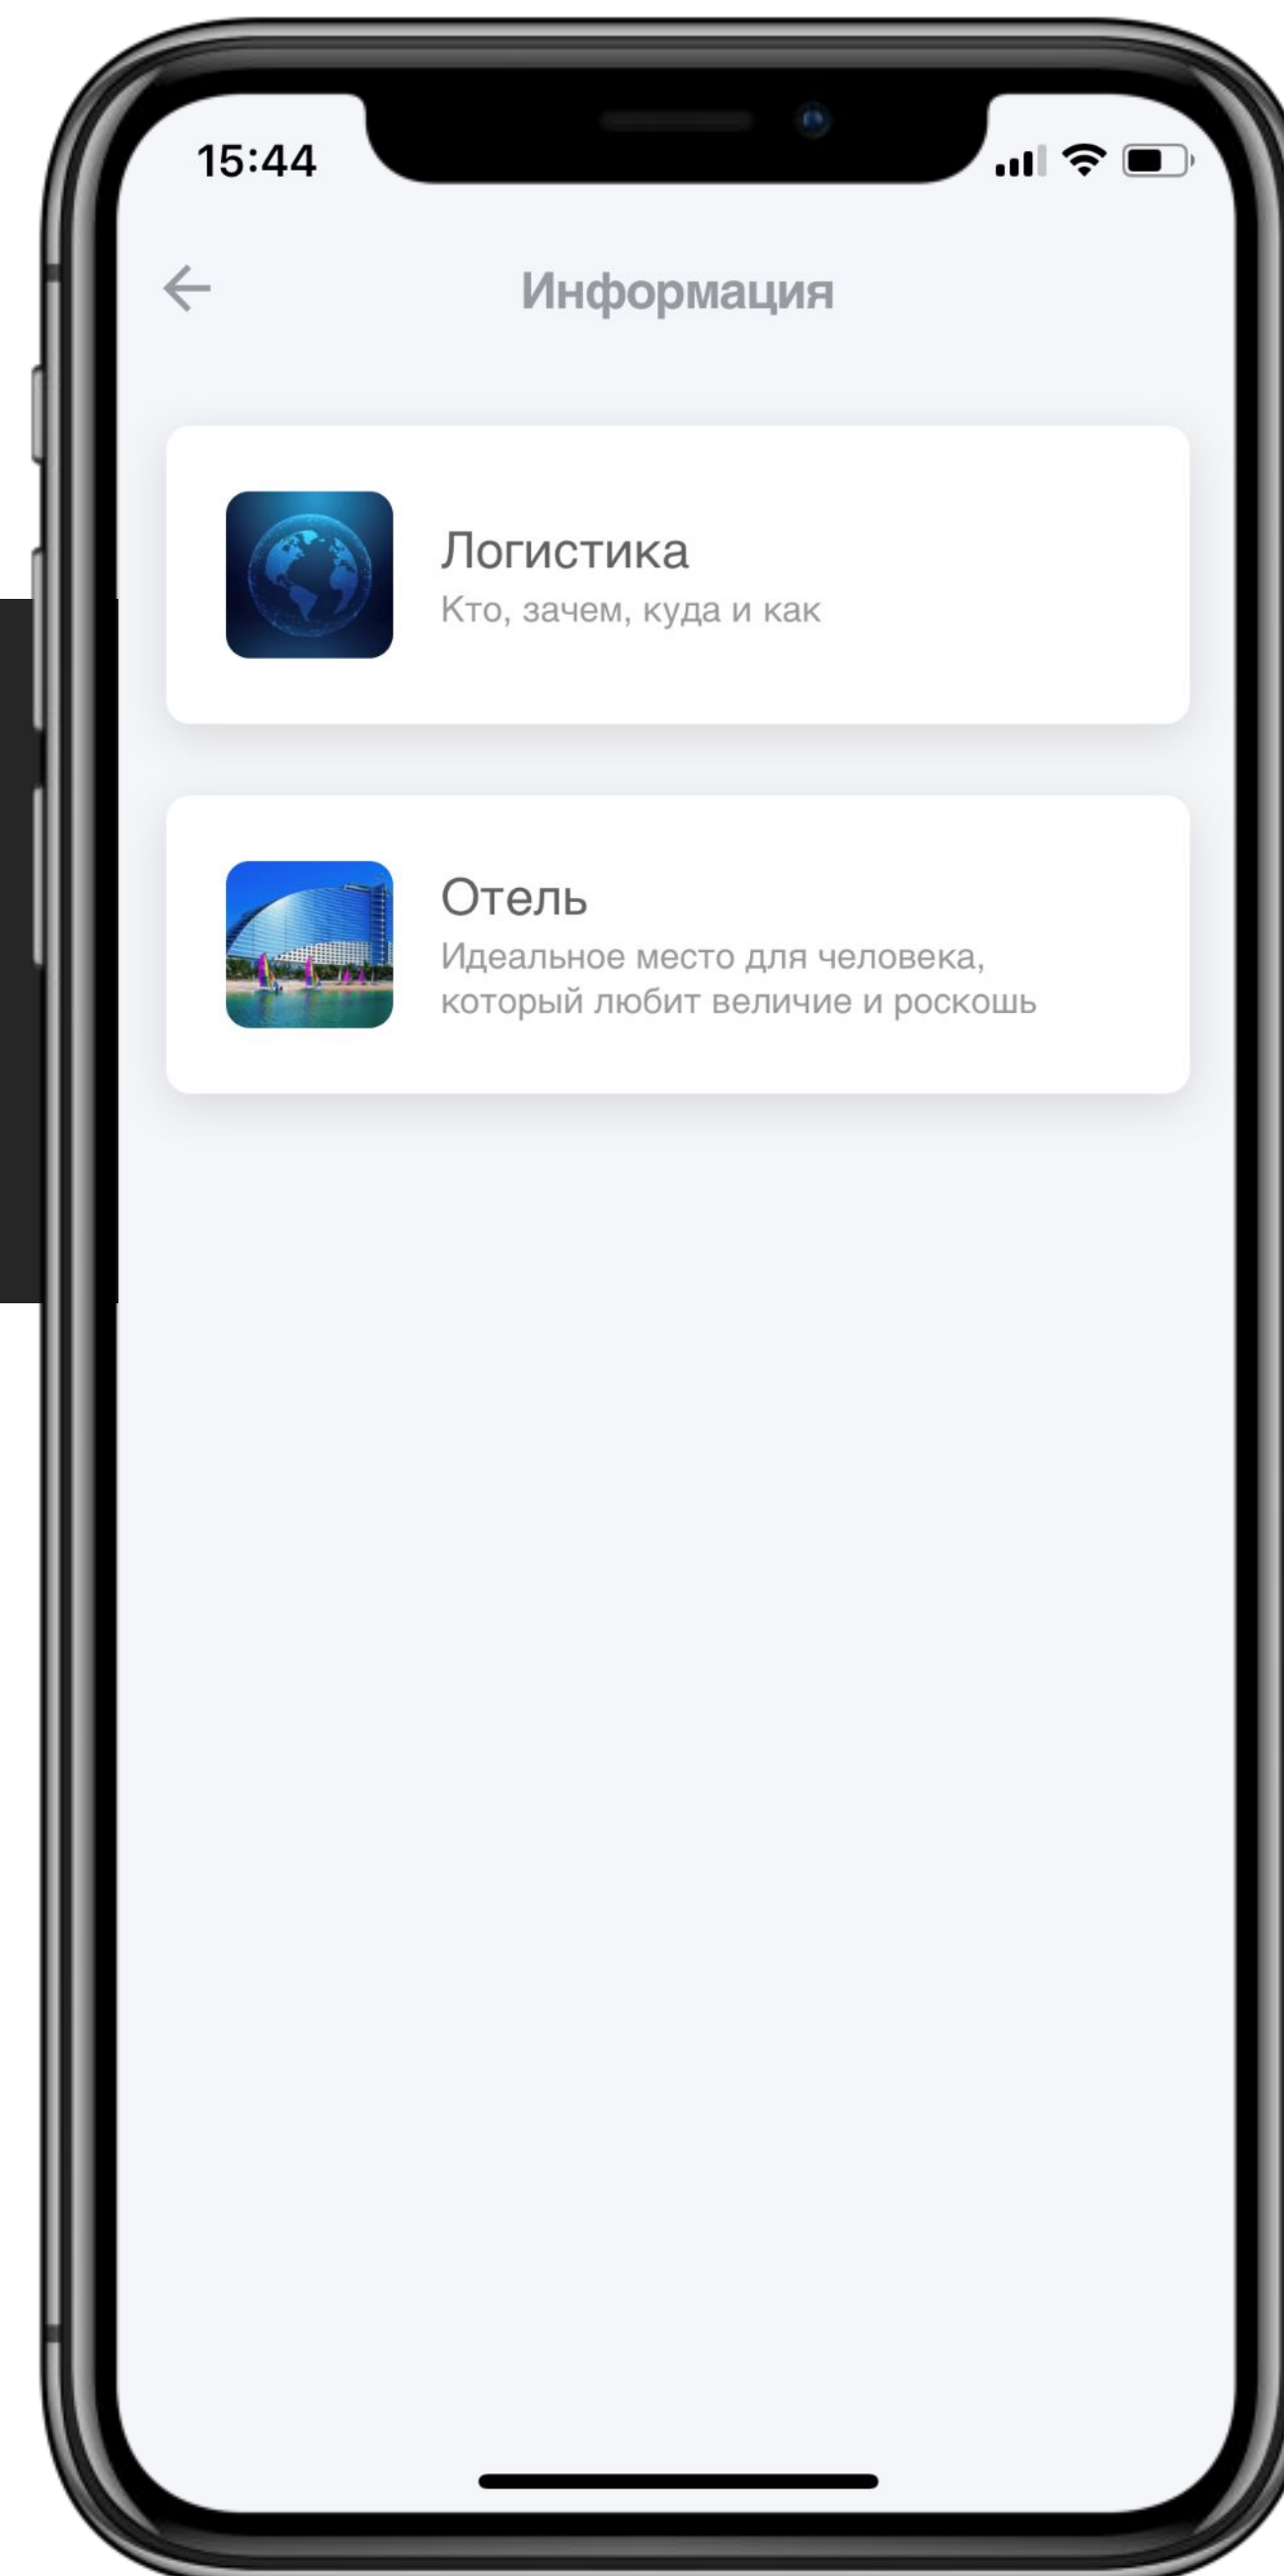 15:44
Информация
Логистика
Кто, зачем, куда и как
Отель
Идеальное место для человека,
который любит величие и роскошь